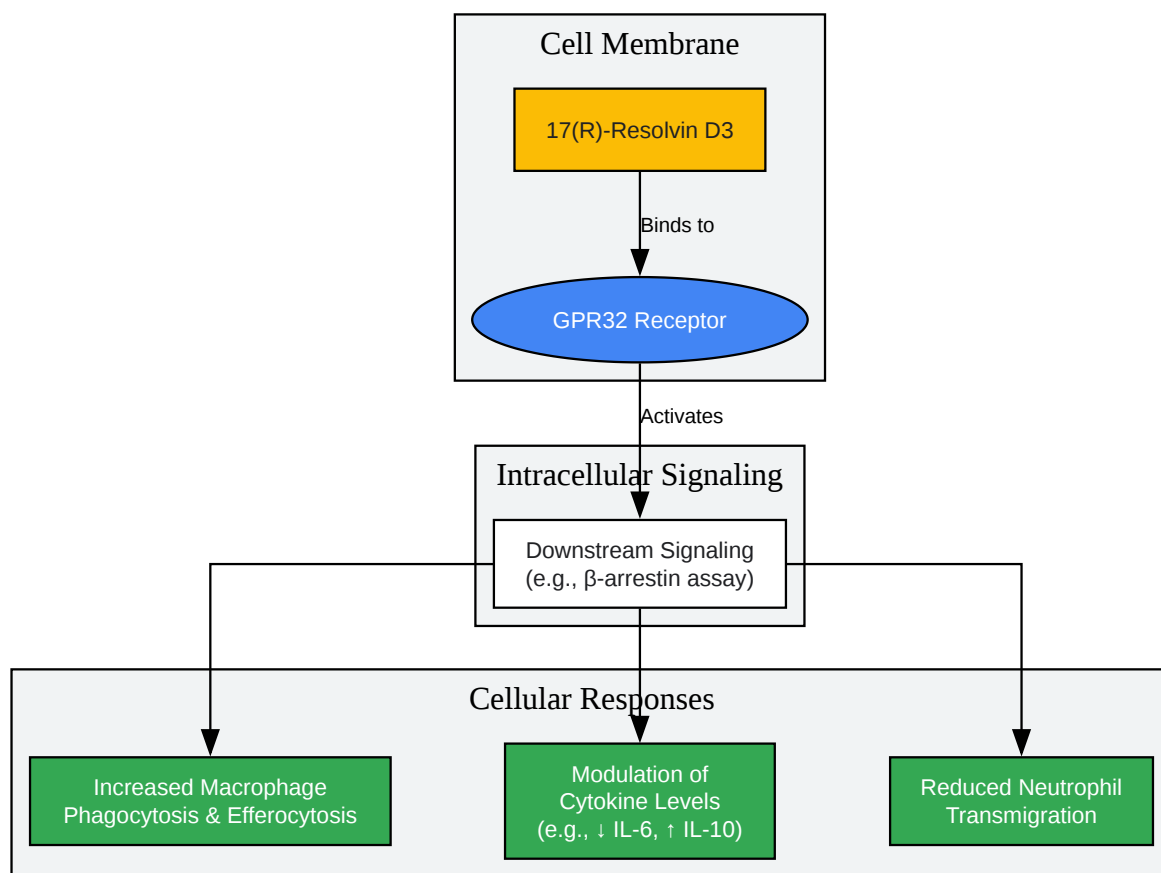 Cell Membrane
17(R)-Resolvin D3
Binds to
GPR32 Receptor
Activates
Intracellular Signaling
Downstream Signaling
(e.g., β-arrestin assay)
Cellular Responses
Increased Macrophage
Phagocytosis & Efferocytosis
Modulation of
Cytokine Levels
(e.g., ↓ IL-6, ↑ IL-10)
Reduced Neutrophil
Transmigration